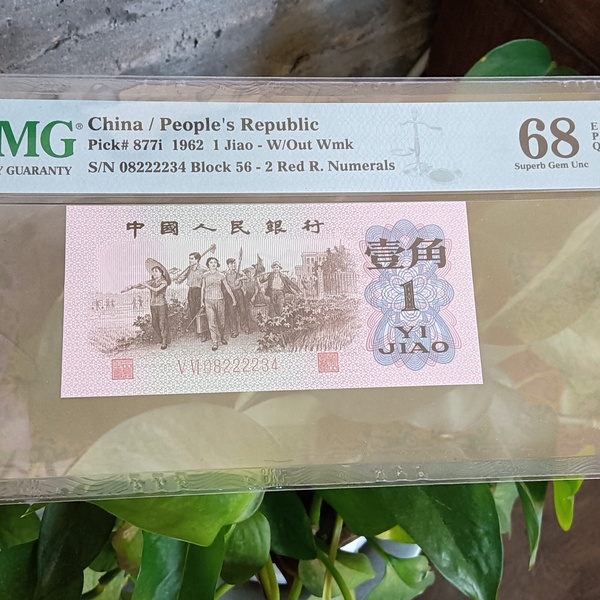 MG®
Y GUARANTY
China / People's Republic
Pick# 877i 1962 1 Jiao - W/Out Wmk
S/N 08222234 Block 56 - 2 Red R. Numerals
68
Superb Gem Unc
E
P
Q
中國人民銀行
壹角
1
YI
JIAO
V VI 08222234